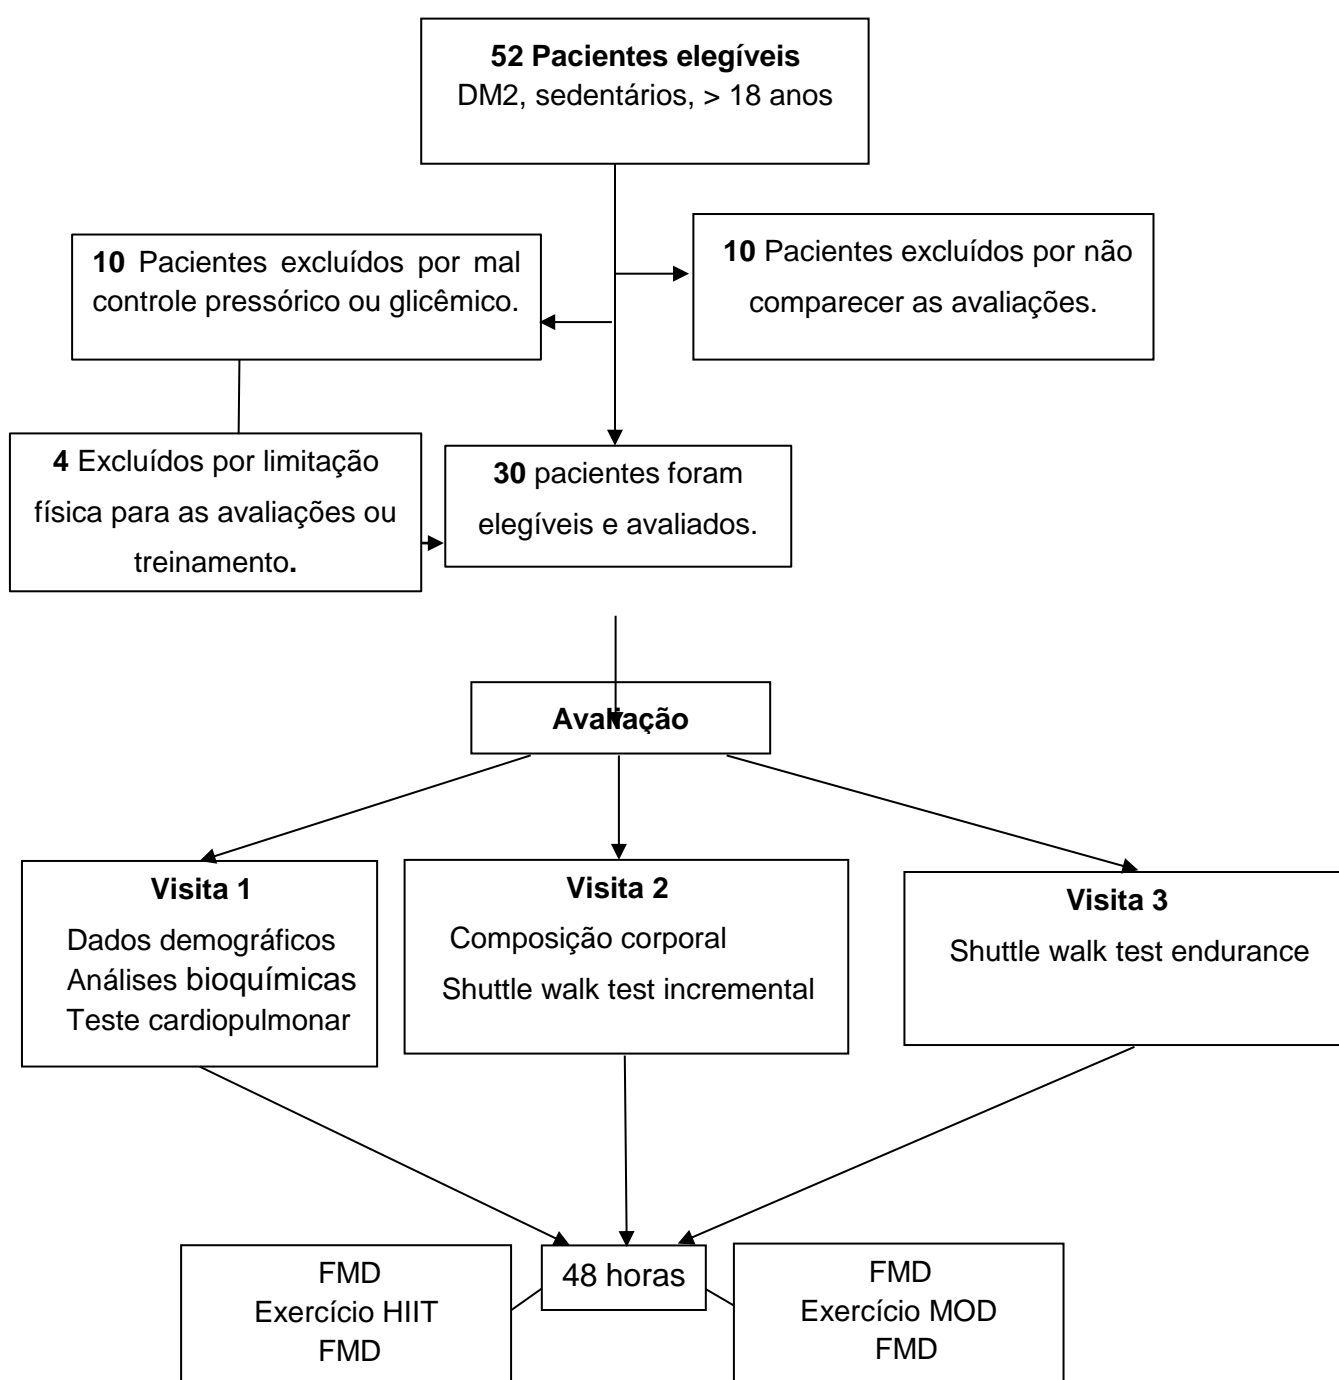 52 Pacientes elegíveis
DM2, sedentários, > 18 anos
10 Pacientes excluídos por mal
controle pressórico ou glicêmico.
10 Pacientes excluídos por não
comparecer as avaliações.
4 Excluídos por limitação
física para as avaliações ou
treinamento.
30 pacientes foram
elegíveis e avaliados.
Avaliação
Visita 1
Dados demográficos
Análises bioquímicas
Teste cardiopulmonar
Visita 2
Composição corporal
Shuttle walk test incremental
Visita 3
Shuttle walk test endurance
FMD
Exercício HIIT
FMD
48 horas
FMD
Exercício MOD
FMD